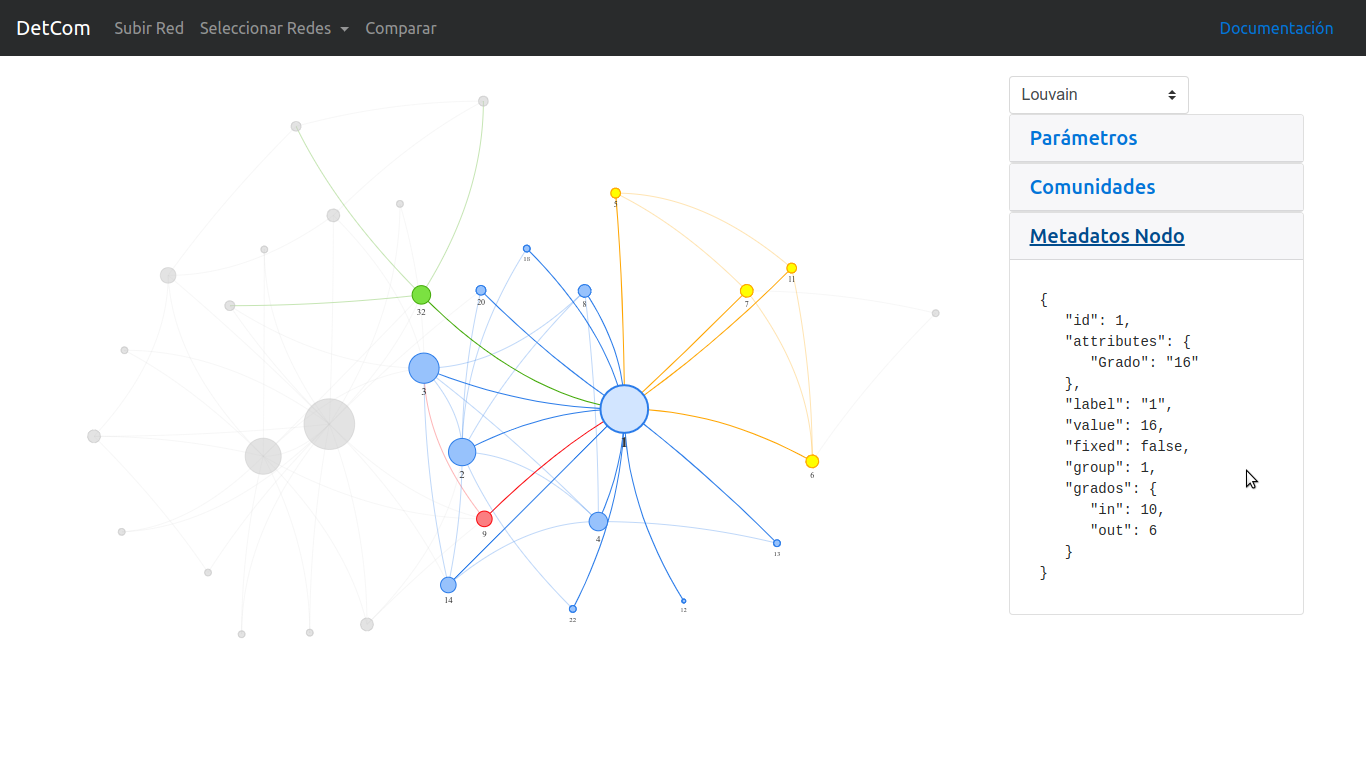 DetCom Subir Red Seleccionar Redes Comparar Documentación
Louvain
Parámetros
Comunidades
Metadatos Nodo
{
"id": 1,
"attributes": {
"Grado": "16"
},
"label": "1",
"value": 16,
"fixed": false,
"group": 1,
"grados": {
"in": 10,
"out": 6
}
}
5
18
11
20
8
7
32
3
1
2
6
9
4
13
14
12
22